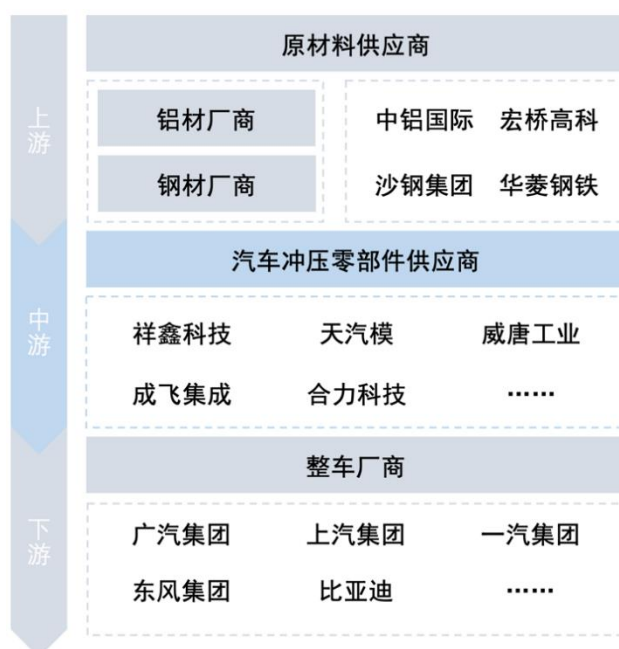 上游
原材料供应商
铝材厂商
中铝国际 宏桥高科
钢材厂商
沙钢集团 华菱钢铁
中游
汽车冲压零部件供应商
祥鑫科技 天汽模 威唐工业
成飞集成 合力科技 ……
下游
整车厂商
广汽集团 上汽集团 一汽集团
东风集团 比亚迪 ……